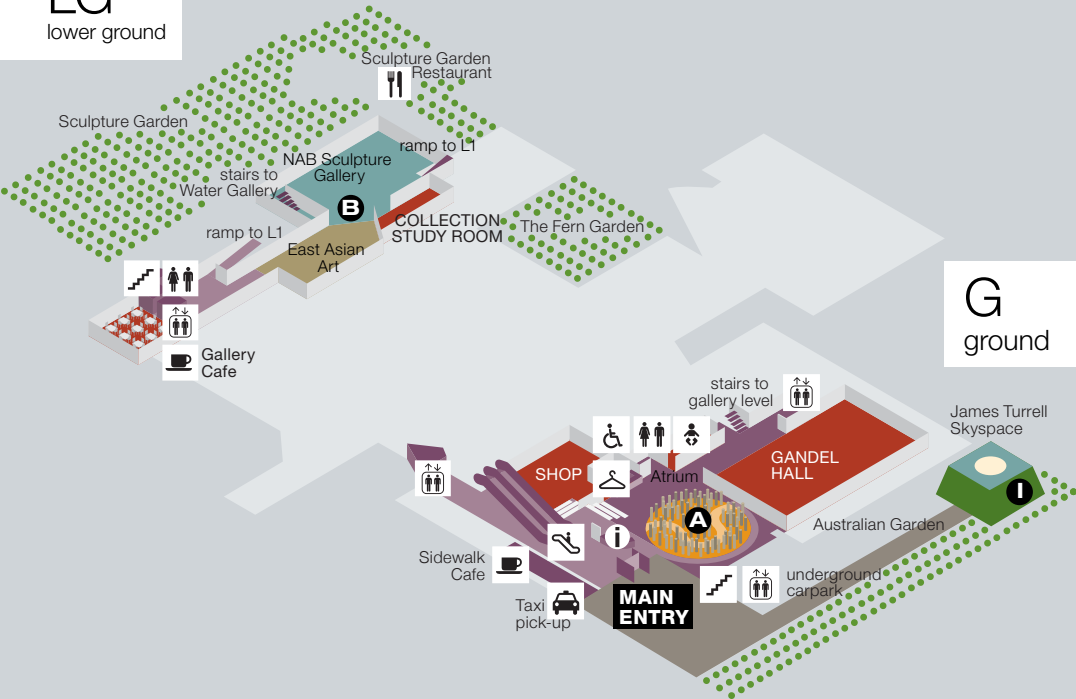 LG
lower ground
Sculpture Garden
Restaurant
Sculpture Garden
ramp to L1
NAB Sculpture
Gallery
stairs to
Water Gallery
B
COLLECTION
STUDY ROOM
The Fern Garden
ramp to L1
East Asian
Art
Gallery
Cafe
G
ground
stairs to
gallery level
James Turrell
Skyspace
SHOP
Atrium
GANDEL
HALL
I
A
i
Australian Garden
Sidewalk
Cafe
underground
carpark
MAIN
ENTRY
Taxi
pick-up